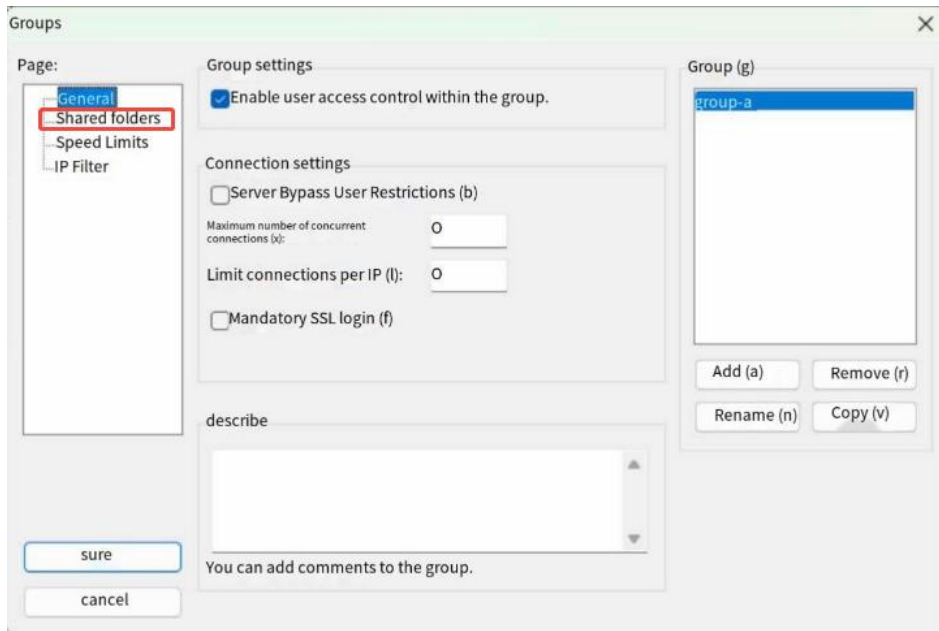 Groups
Page:
General
Shared folders
Speed Limits
IP Filter
sure
cancel
Group settings
Enable user access control within the group.
Connection settings
Server Bypass User Restrictions (b)
Maximum number of concurrent
connections (x):
O
Limit connections per IP (l):
O
Mandatory SSL login (f)
describe
You can add comments to the group.
Group (g)
group-a
Add (a)
Remove (r)
Rename (n)
Copy (v)